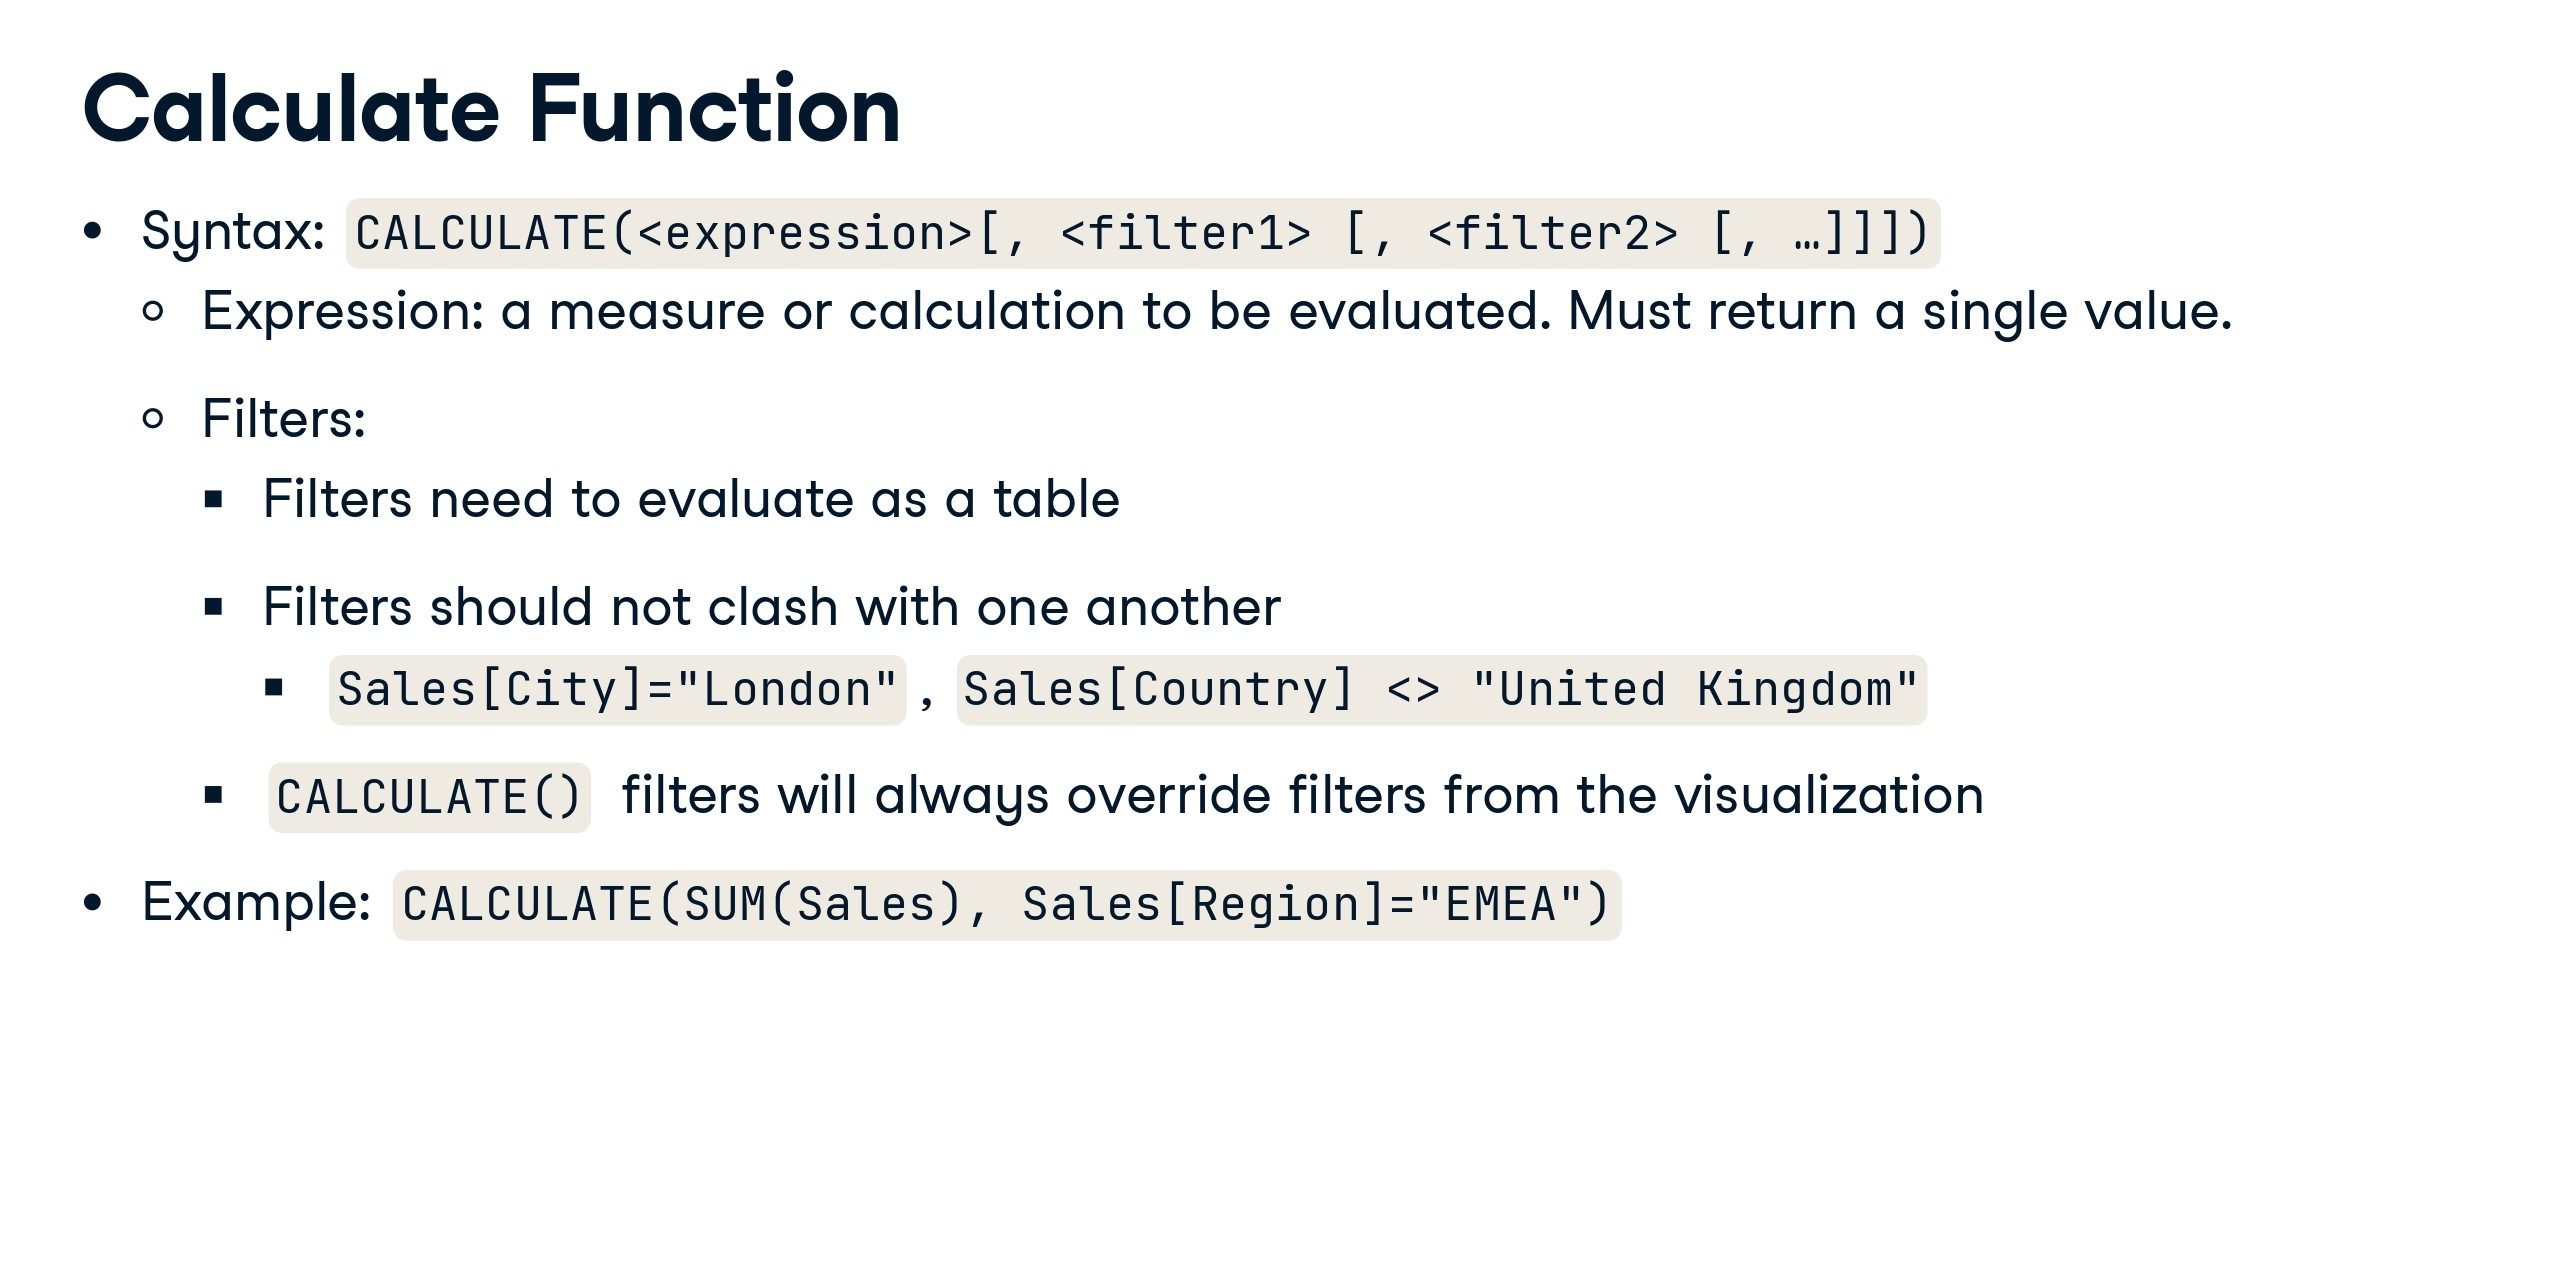 Calculate Function
• Syntax: CALCULATE(<expression>[, <filter1> [, <filter2> [, …]]])
○ Expression: a measure or calculation to be evaluated. Must return a single value.
○ Filters:
▪ Filters need to evaluate as a table
▪ Filters should not clash with one another
▪ Sales[City]="London", Sales[Country] <> "United Kingdom"
▪ CALCULATE() filters will always override filters from the visualization
• Example: CALCULATE(SUM(Sales), Sales[Region]="EMEA")